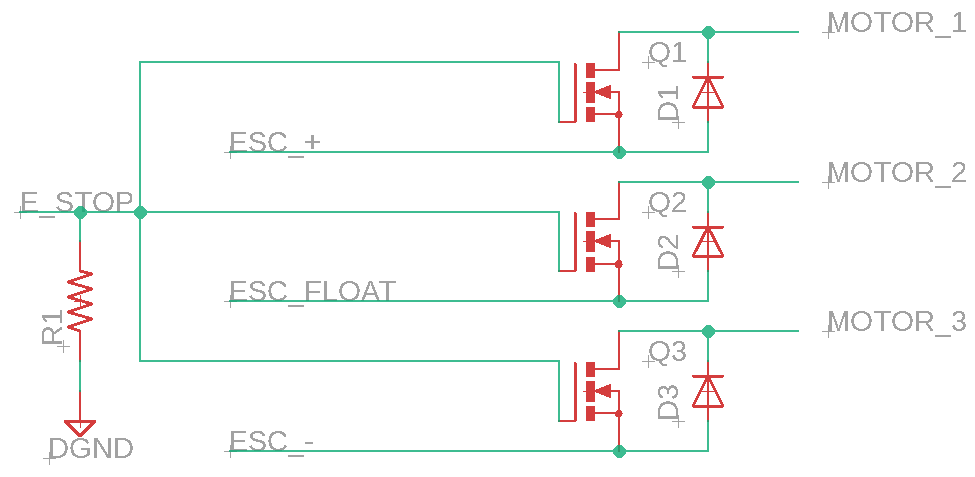 MOTOR_1
Q1
D1
ESC_+
MOTOR_2
E_STOP
Q2
D2
ESC_FLOAT
MOTOR_3
R1
Q3
D3
ESC_-
DGND